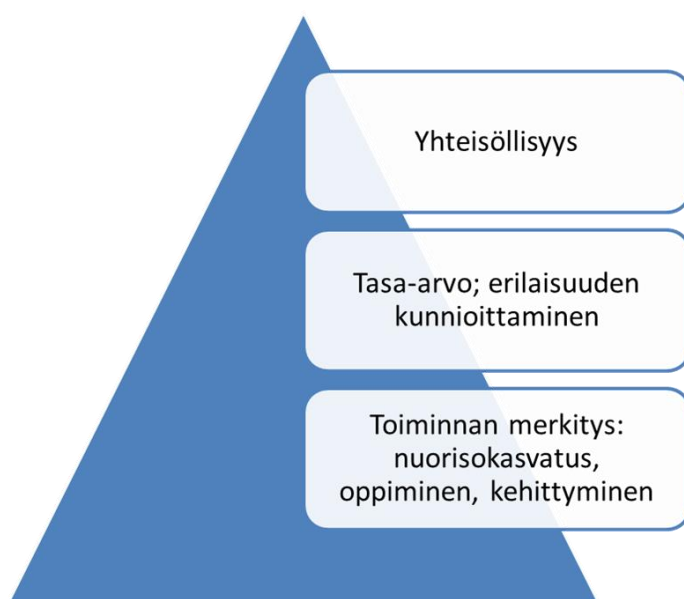 Yhteisöllisyys
Tasa-arvo; erilaisuuden
kunnioittaminen
Toiminnan merkitys:
nuorisokasvatus,
oppiminen, kehittyminen